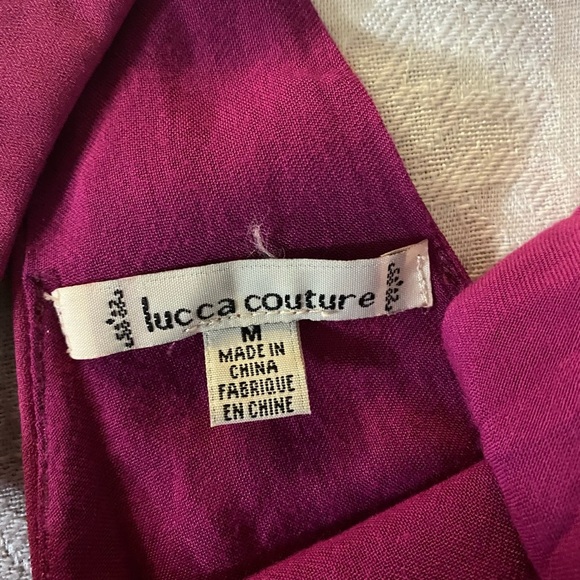 lucca couture
M
MADE IN
CHINA
FABRIQUE
EN CHINE